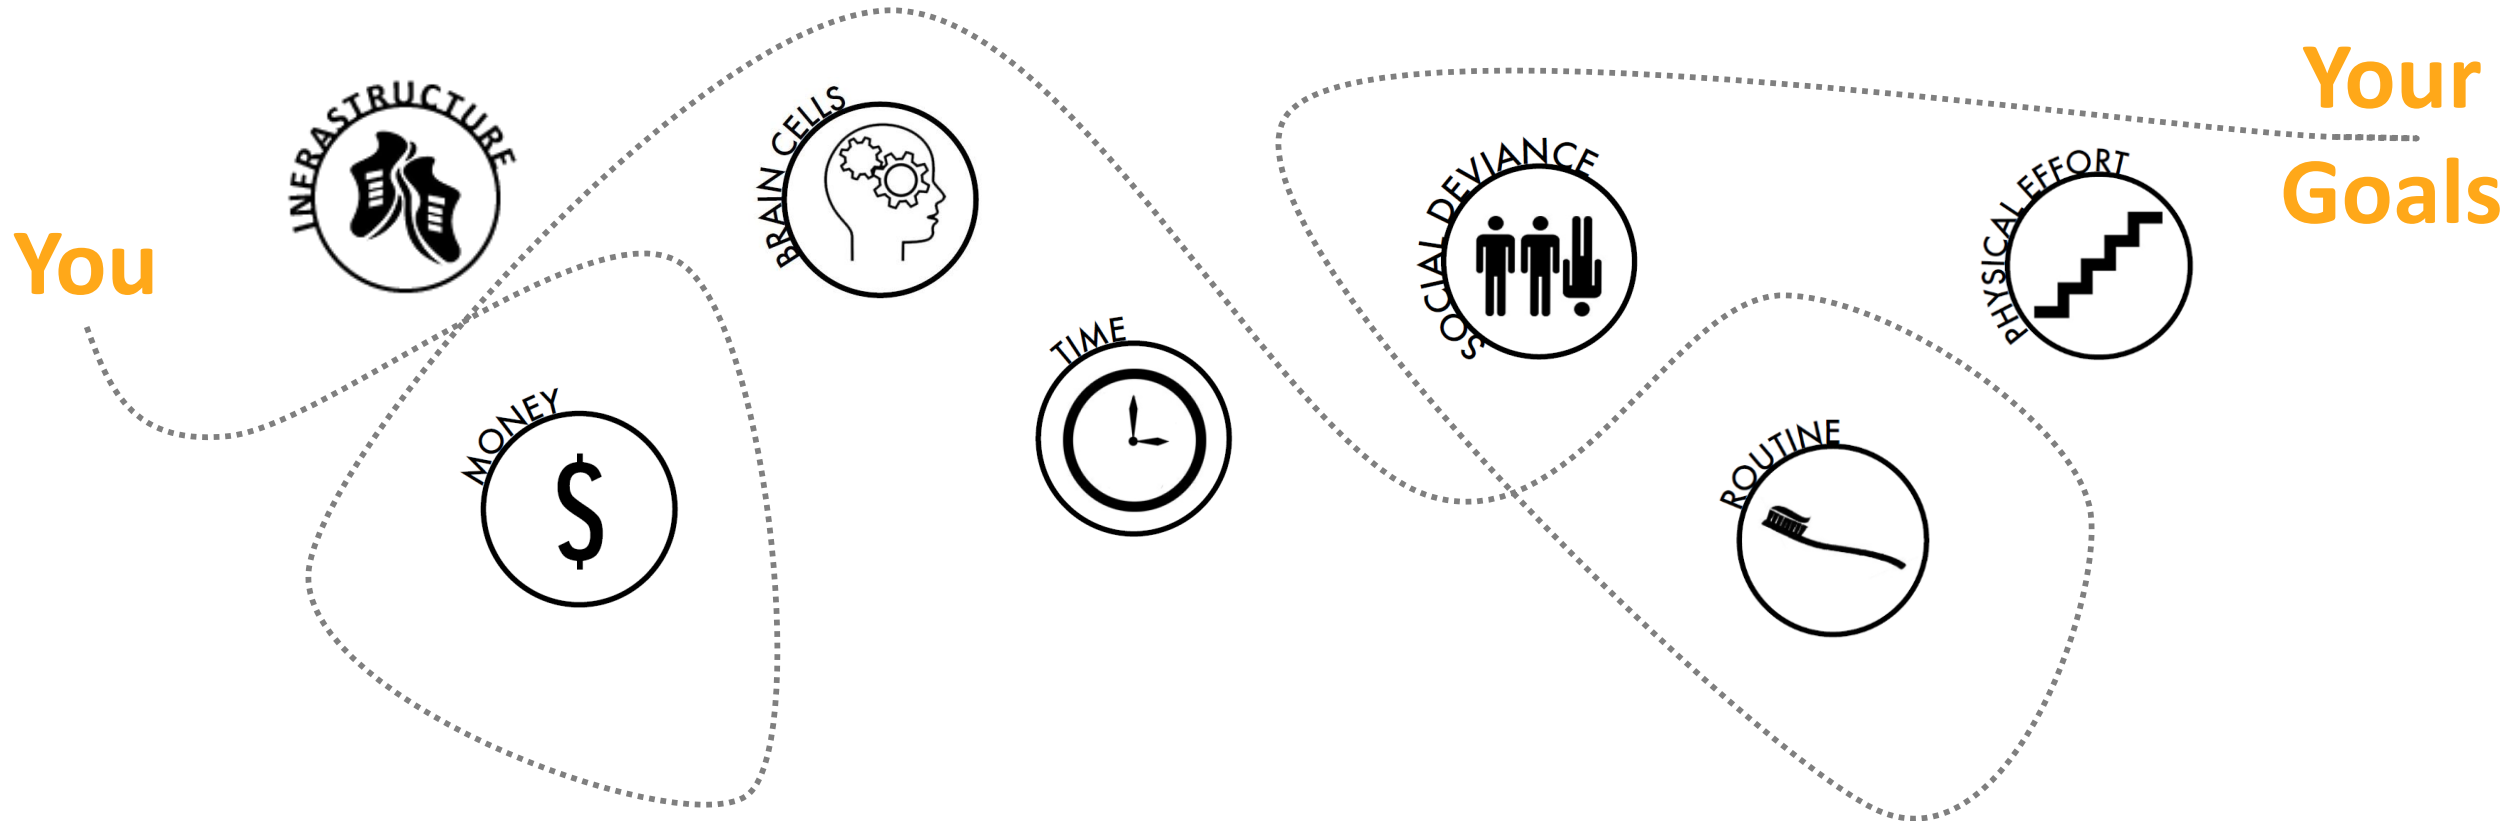 You
INFRASTRUCTURE
MONEY
$
BRAIN CELLS
TIME
SOCIAL DEVIANCE
ROUTINE
PHYSICAL EFFORT
Your
Goals